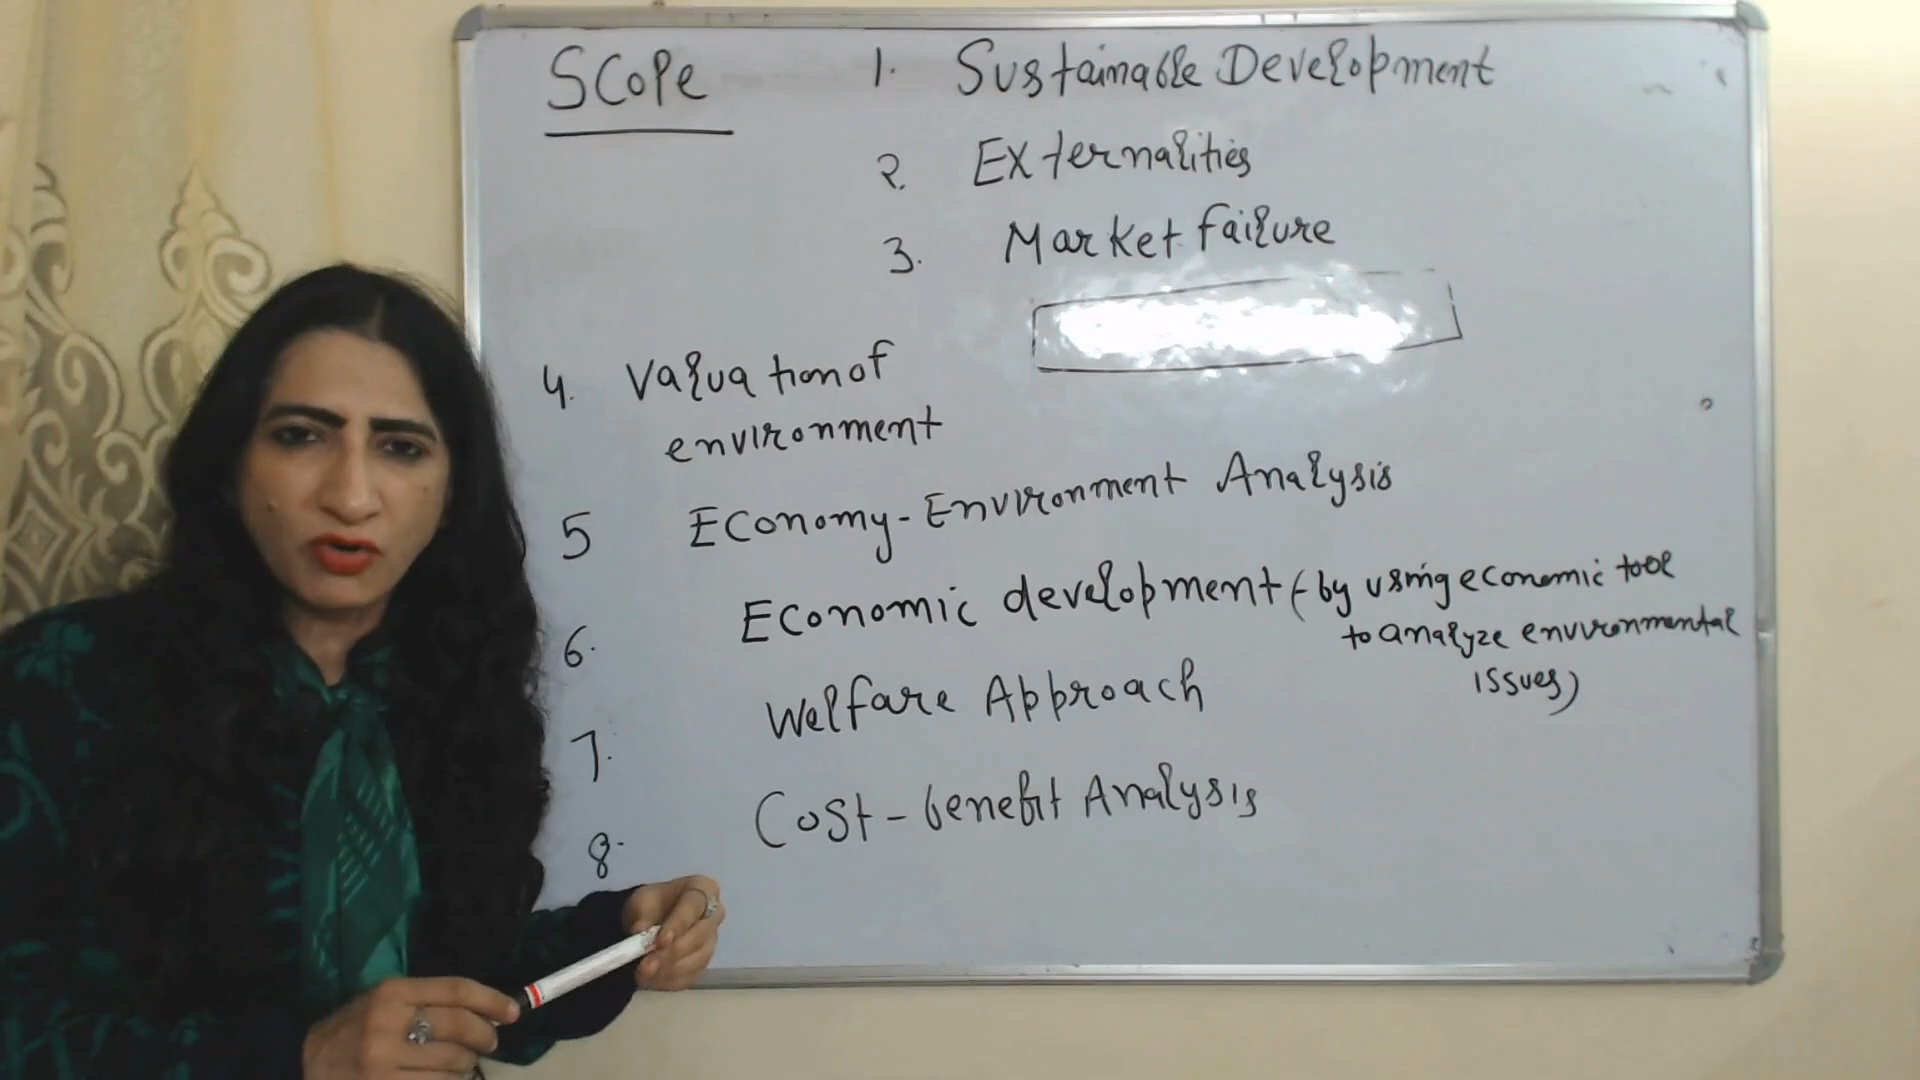 SCOPE
1. Sustainable Development
2. Externalities
3. Market failure
4. Valuation of
environment
5 Economy-Environment Analysis
6. Economic development (by using economic tool
to analyze environmental
issues)
7. Welfare Approach
8. Cost-benefit Analysis